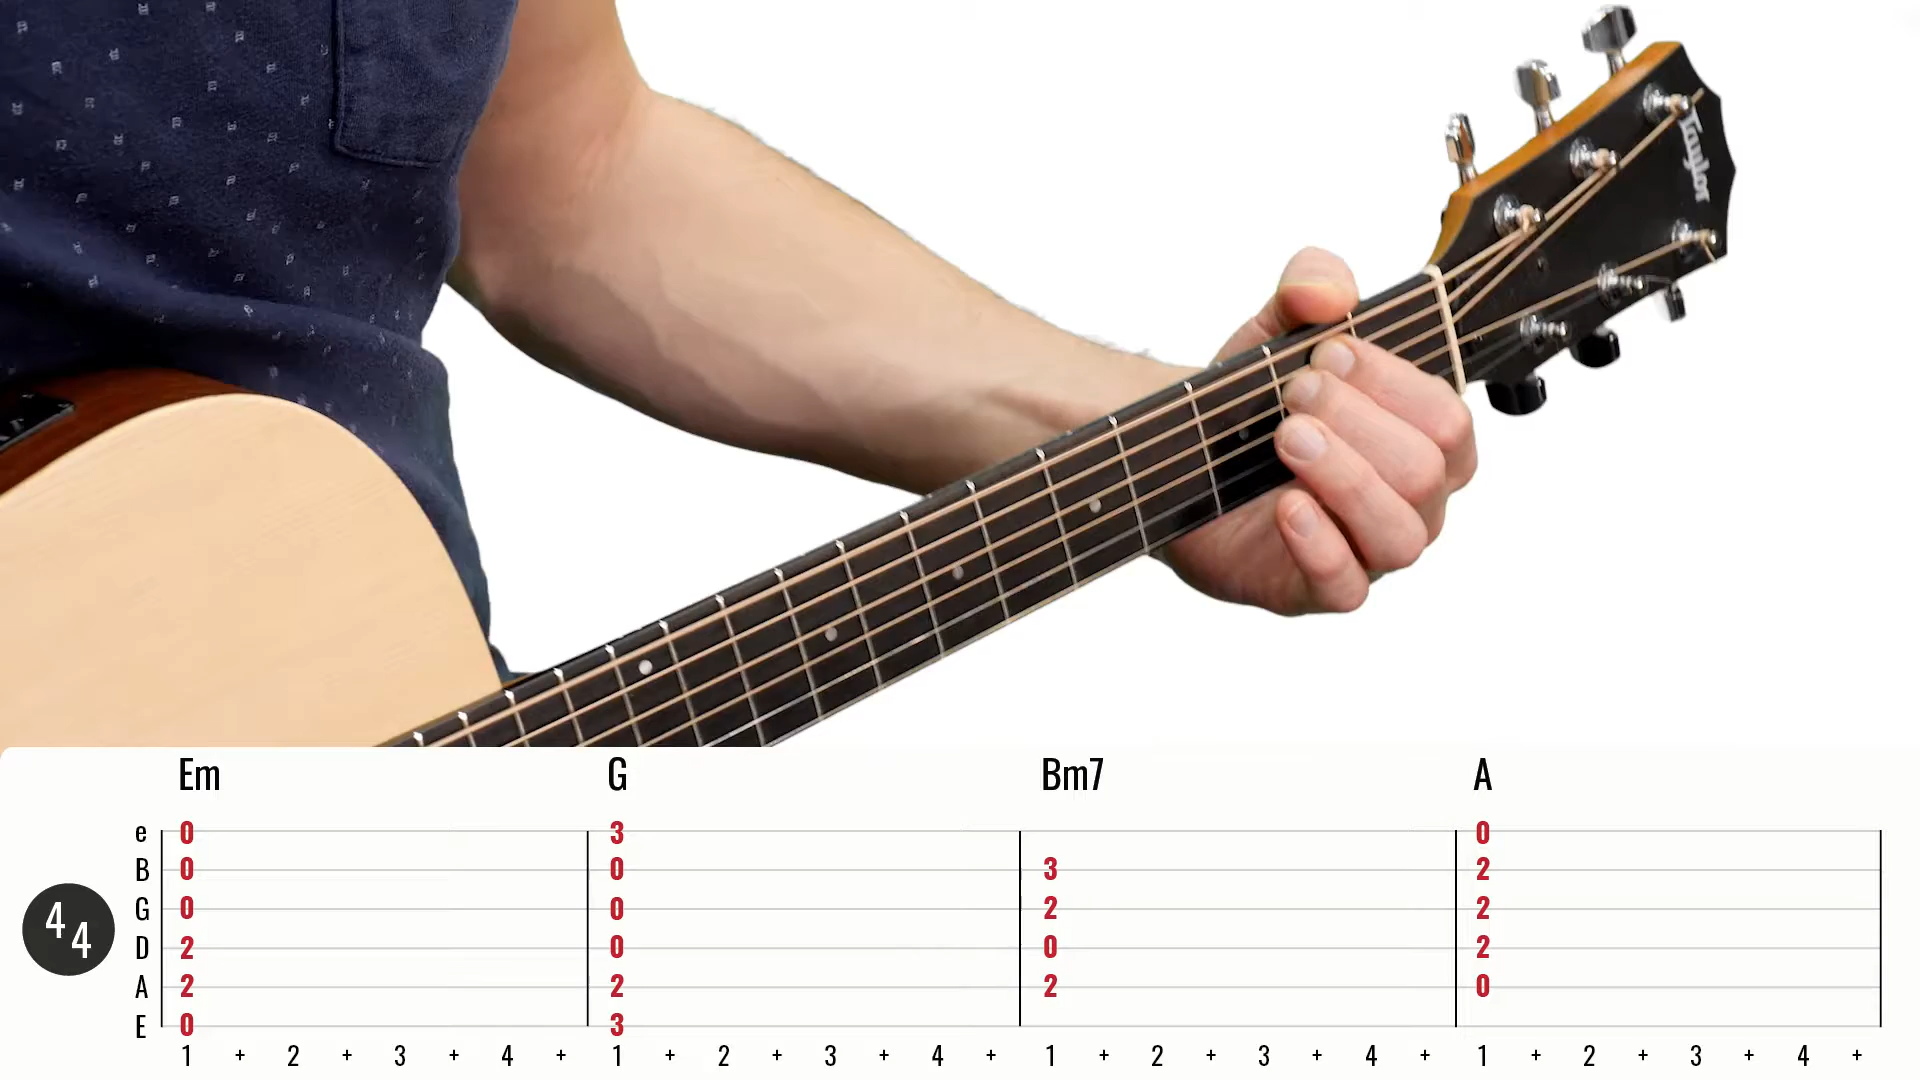 Taylor
Em G Bm7 A
e 0 3 0
B 0 0 3 2
G 0 0 2 2
D 2 0 0 2
A 2 2 2 0
E 0 3
4
4
1 + 2 + 3 + 4 + 1 + 2 + 3 + 4 + 1 + 2 + 3 + 4 + 1 + 2 + 3 + 4 +